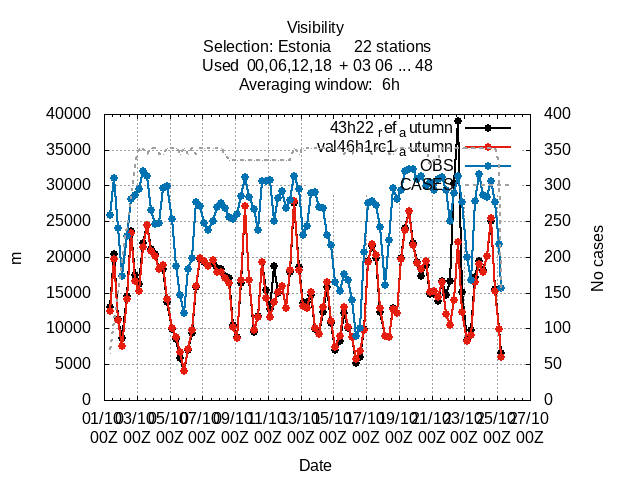 Visibility
Selection: Estonia 22 stations
Used 00,06,12,18 + 03 06 ... 48
Averaging window: 6h
40000
35000
30000
25000
20000
15000
10000
5000
0
m
400
350
300
250
200
150
100
50
0
No cases
43h22_ref_autumn
val46h1rc1_autumn
OBS
CASES
01/10 03/10 05/10 07/10 09/10 11/10 13/10 15/10 17/10 19/10 21/10 23/10 25/10 27/10
00Z 00Z 00Z 00Z 00Z 00Z 00Z 00Z 00Z 00Z 00Z 00Z 00Z 00Z
Date